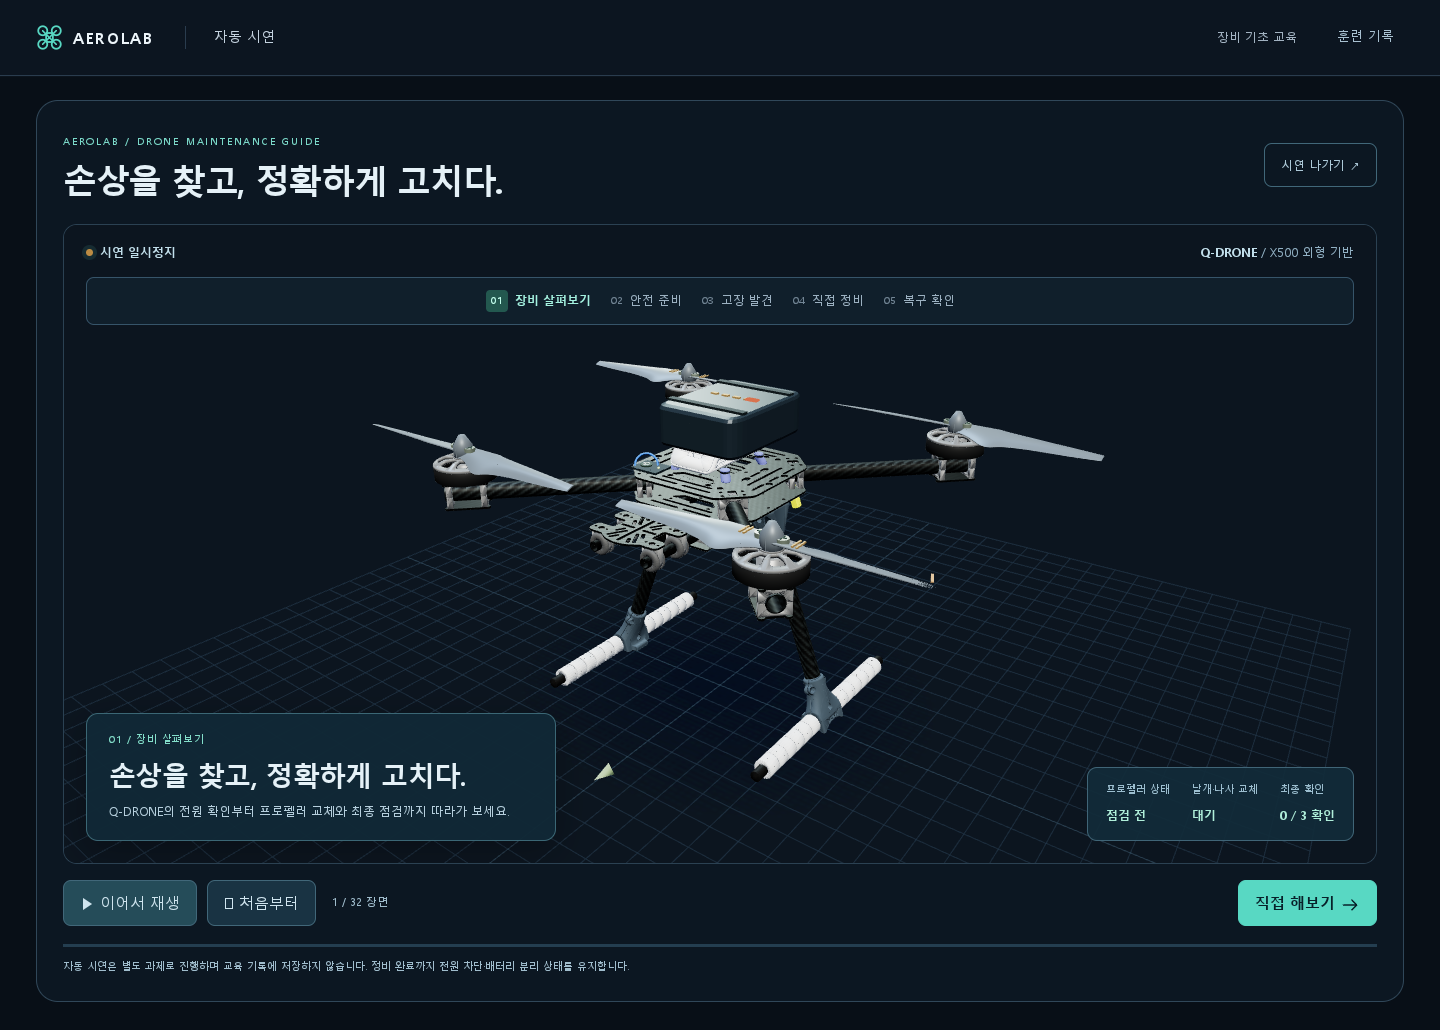 AEROLAB
자동 시연
장비 기초 교육
훈련 기록
AEROLAB / DRONE MAINTENANCE GUIDE
손상을 찾고, 정확하게 고치다.
시연 나가기 ↗
시연 일시정지
Q-DRONE / X500 외형 기반
01 장비 살펴보기 02 안전 준비 03 고장 발견 04 직접 정비 05 복구 확인
01 / 장비 살펴보기
손상을 찾고, 정확하게 고치다.
Q-DRONE의 전원 확인부터 프로펠러 교체와 최종 점검까지 따라가 보세요.
프로펠러 상태 날개·나사 교체 최종 확인
점검 전 대기 0 / 3 확인
▶ 이어서 재생
처음부터
1 / 32 장면
직접 해보기 →
자동 시연은 별도 과제로 진행하며 교육 기록에 저장하지 않습니다. 정비 완료까지 전원 차단·배터리 분리 상태를 유지합니다.